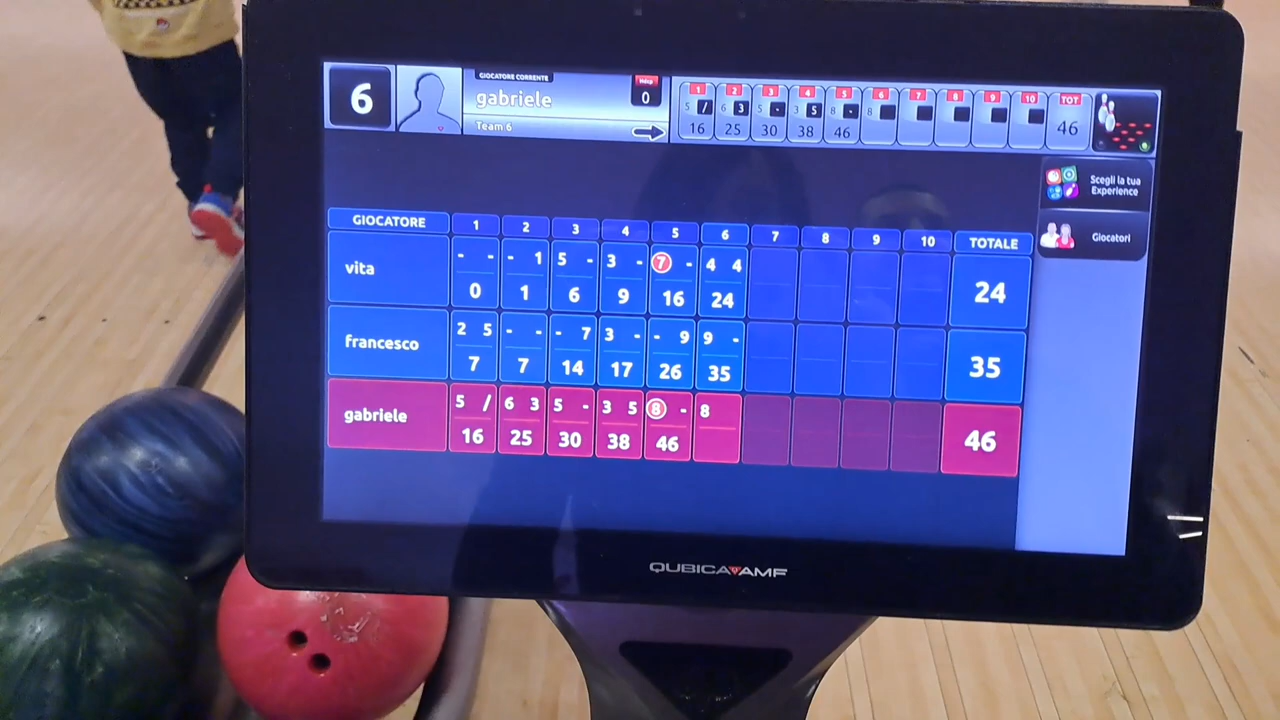 6
GIOCATORE CORRENTE
gabriele
Team 6
Hdcp
0
1 2 3 4 5 6 7 8 9 10 TOT
5 / 6 3 5 - 3 5 8 - 8
16 25 30 38 46 46
Scegli la tua
Experience
Giocatori
GIOCATORE 1 2 3 4 5 6 7 8 9 10 TOTALE
- - - 1 5 - 3 - 7 - 4 4
vita 0 1 6 9 16 24 24
2 5 - - - 7 3 - - 9 9 -
francesco 7 7 14 17 26 35 35
5 / 6 3 5 - 3 5 8 - 8
gabriele 16 25 30 38 46 46
QUBICAAMF